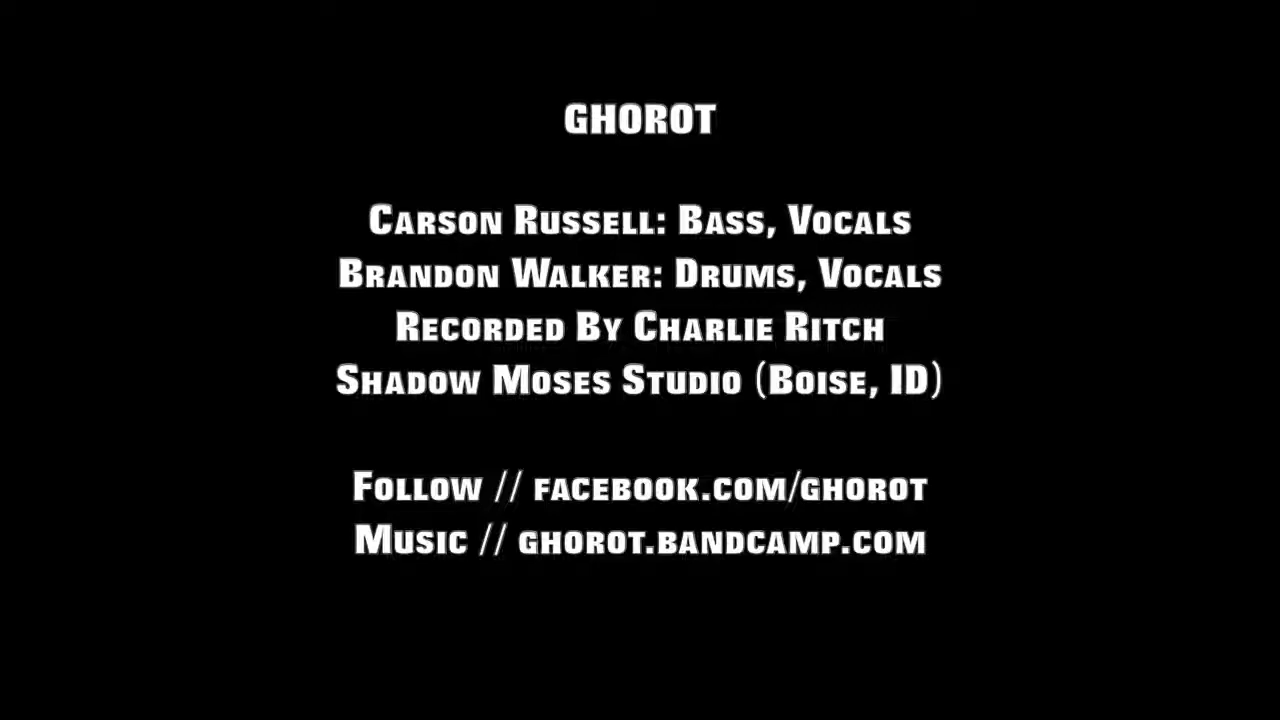 GHOROT
Carson Russell: Bass, Vocals
Brandon Walker: Drums, Vocals
Recorded By Charlie Ritch
Shadow Moses Studio (Boise, ID)
Follow // facebook.com/ghorot
Music // ghorot.bandcamp.com